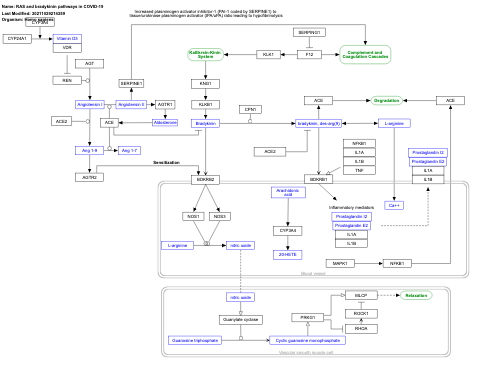 Name: RAS and bradykinin pathways in COVID-19
Last Modified: 20211029214259
Organism: Homo sapiens
Increased plasminogen activator inhibitor-1 (PAI-1 coded by SERPINE1) to
tissue/urokinase plasminogen activator (tPA/uPA) ratio leading to hypofibrinolysis
CYP24A1
Vitamin D3
VDR
SERPING1
Kallikrein-Kinin
System
KLK1
F12
Complement and
Coagulation Cascades
AGT
REN
SERPINE1
KNG1
Angiotensin I
Angiotensin II
AGTR1
KLKB1
ACE
Degradation
ACE
CPN1
ACE2
ACE
Aldosterone
Bradykinin
bradykinin, des-arg(9)
L-arginine
Ang 1-9
Ang 1-7
ACE2
NFKB1
IL1A
IL1B
TNF
Prostaglandin I2
Prostaglandin E2
IL1A
IL1B
Sensitization
AGTR2
BDKRB2
BDKRB1
Arachidonic
acid
Inflammatory mediators
Ca++
NOS1
NOS3
Prostaglandin I2
Prostaglandin E2
IL1A
IL1B
CYP3A4
L-arginine
nitric oxide
20-HETE
MAPK1
NFKB1
Blood vessel
nitric oxide
MLCP
Relaxation
Guanylate cyclase
PRKG1
ROCK1
RHOA
Guanosine triphosphate
Cyclic guanosine monophosphate
Vascular smooth muscle cell